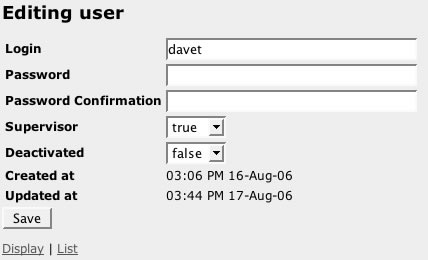 Editing user
Login davet
Password
Password Confirmation
Supervisor true
Deactivated false
Created at 03:06 PM 16-Aug-06
Updated at 03:44 PM 17-Aug-06
Save
Display | List